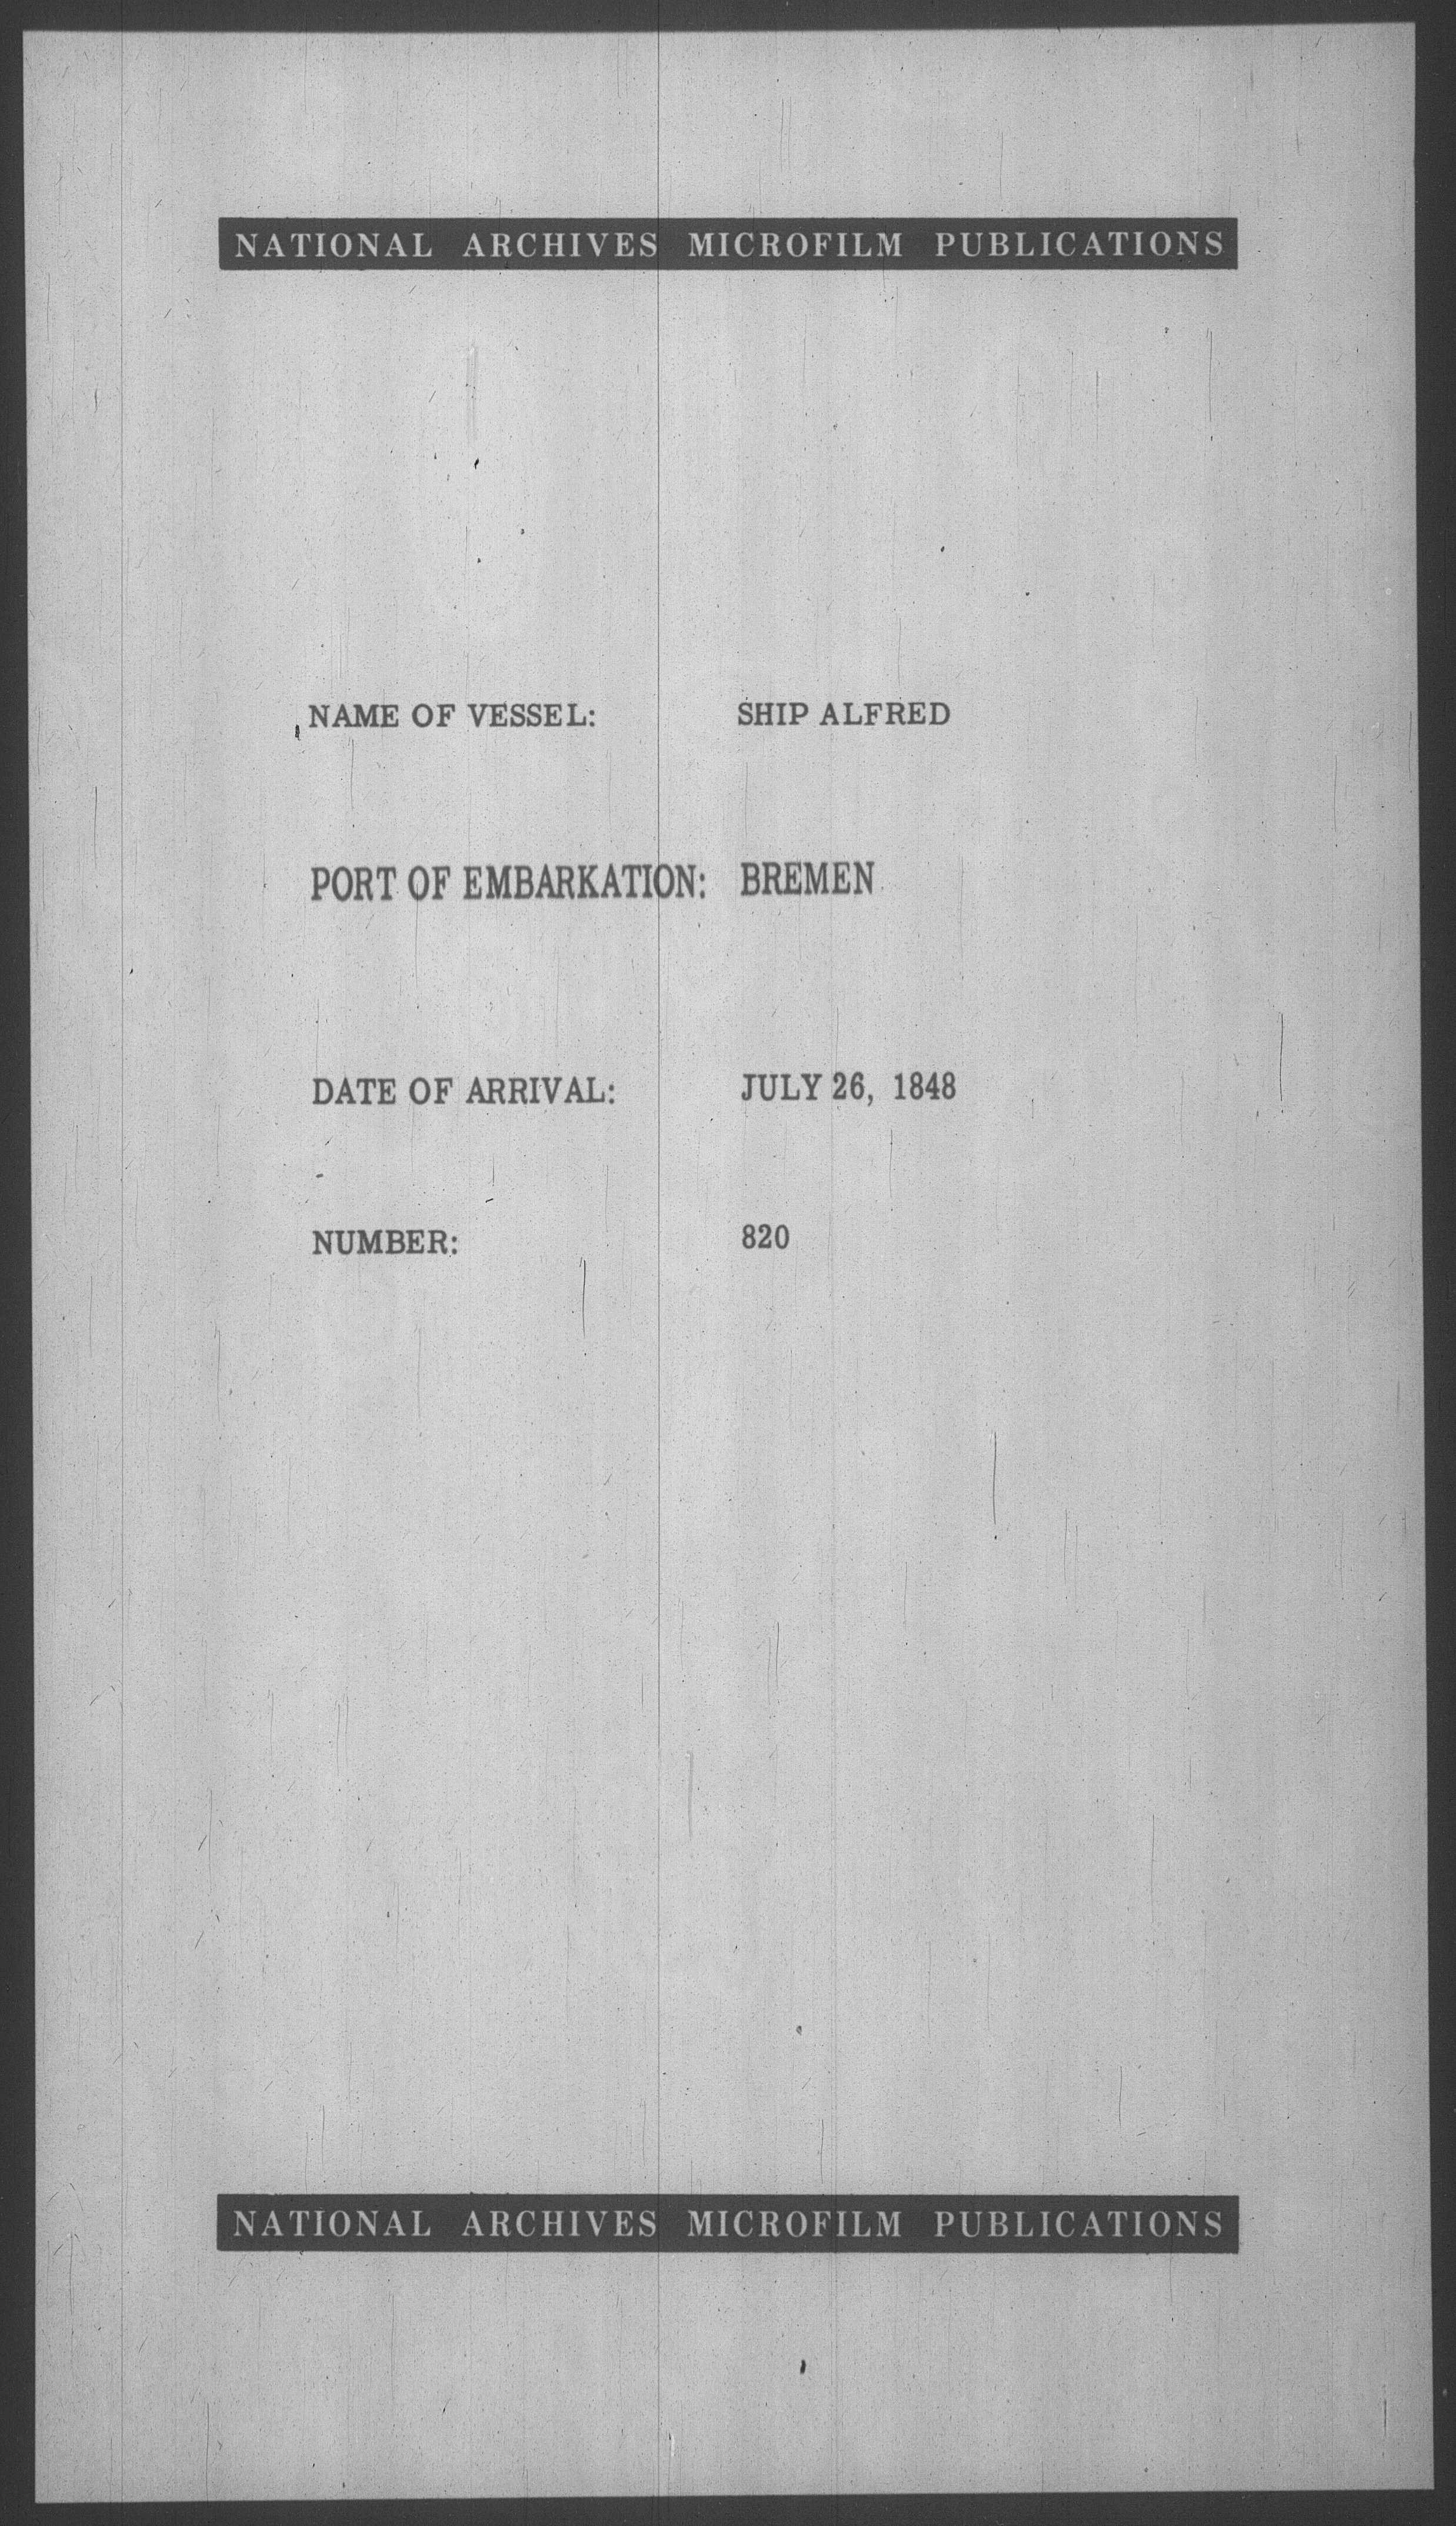 NATIONAL ARCHIVES MICROFILM PUBLICATIONS
NAME OF VESSEL: SHIP ALFRED
PORT OF EMBARKATION: BREMEN
DATE OF ARRIVAL: JULY 26, 1848
NUMBER: 820
NATIONAL ARCHIVES MICROFILM PUBLICATIONS